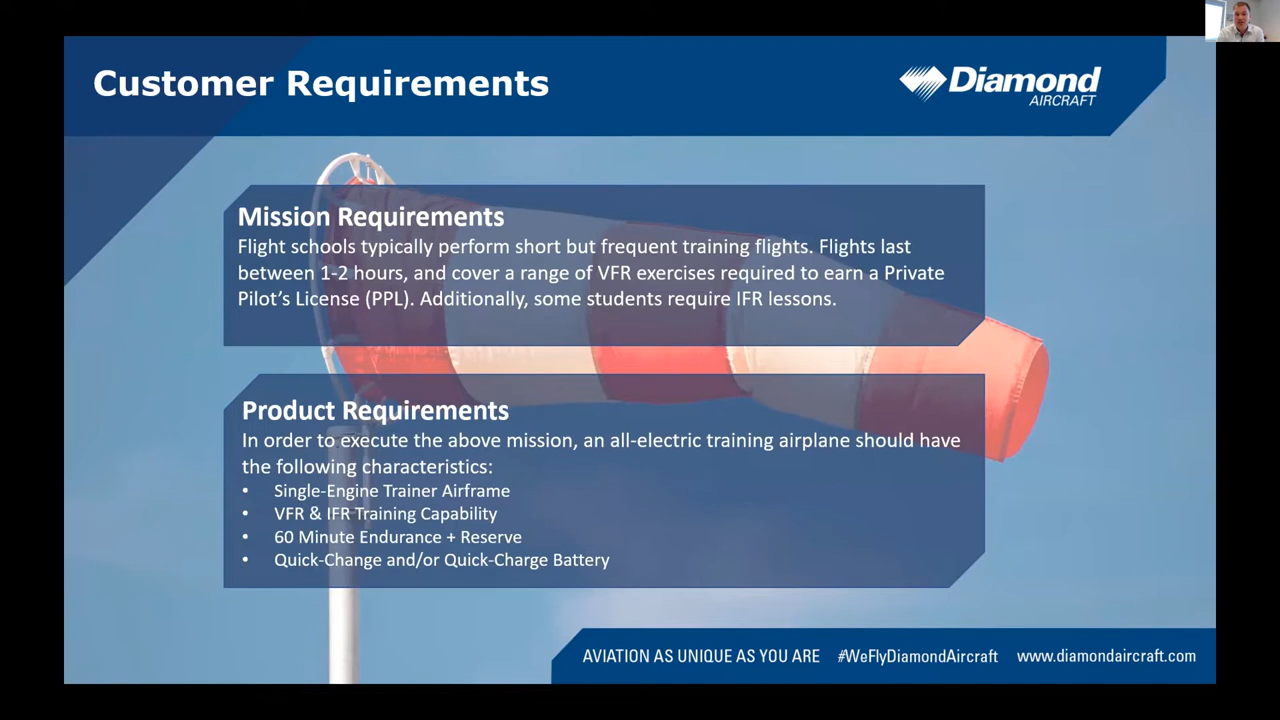 Customer Requirements
Diamond
AIRCRAFT
Mission Requirements
Flight schools typically perform short but frequent training flights. Flights last
between 1-2 hours, and cover a range of VFR exercises required to earn a Private
Pilot's License (PPL). Additionally, some students require IFR lessons.
Product Requirements
In order to execute the above mission, an all-electric training airplane should have
the following characteristics:
• Single-Engine Trainer Airframe
• VFR & IFR Training Capability
• 60 Minute Endurance + Reserve
• Quick-Change and/or Quick-Charge Battery
AVIATION AS UNIQUE AS YOU ARE #WeFlyDiamondAircraft www.diamondaircraft.com